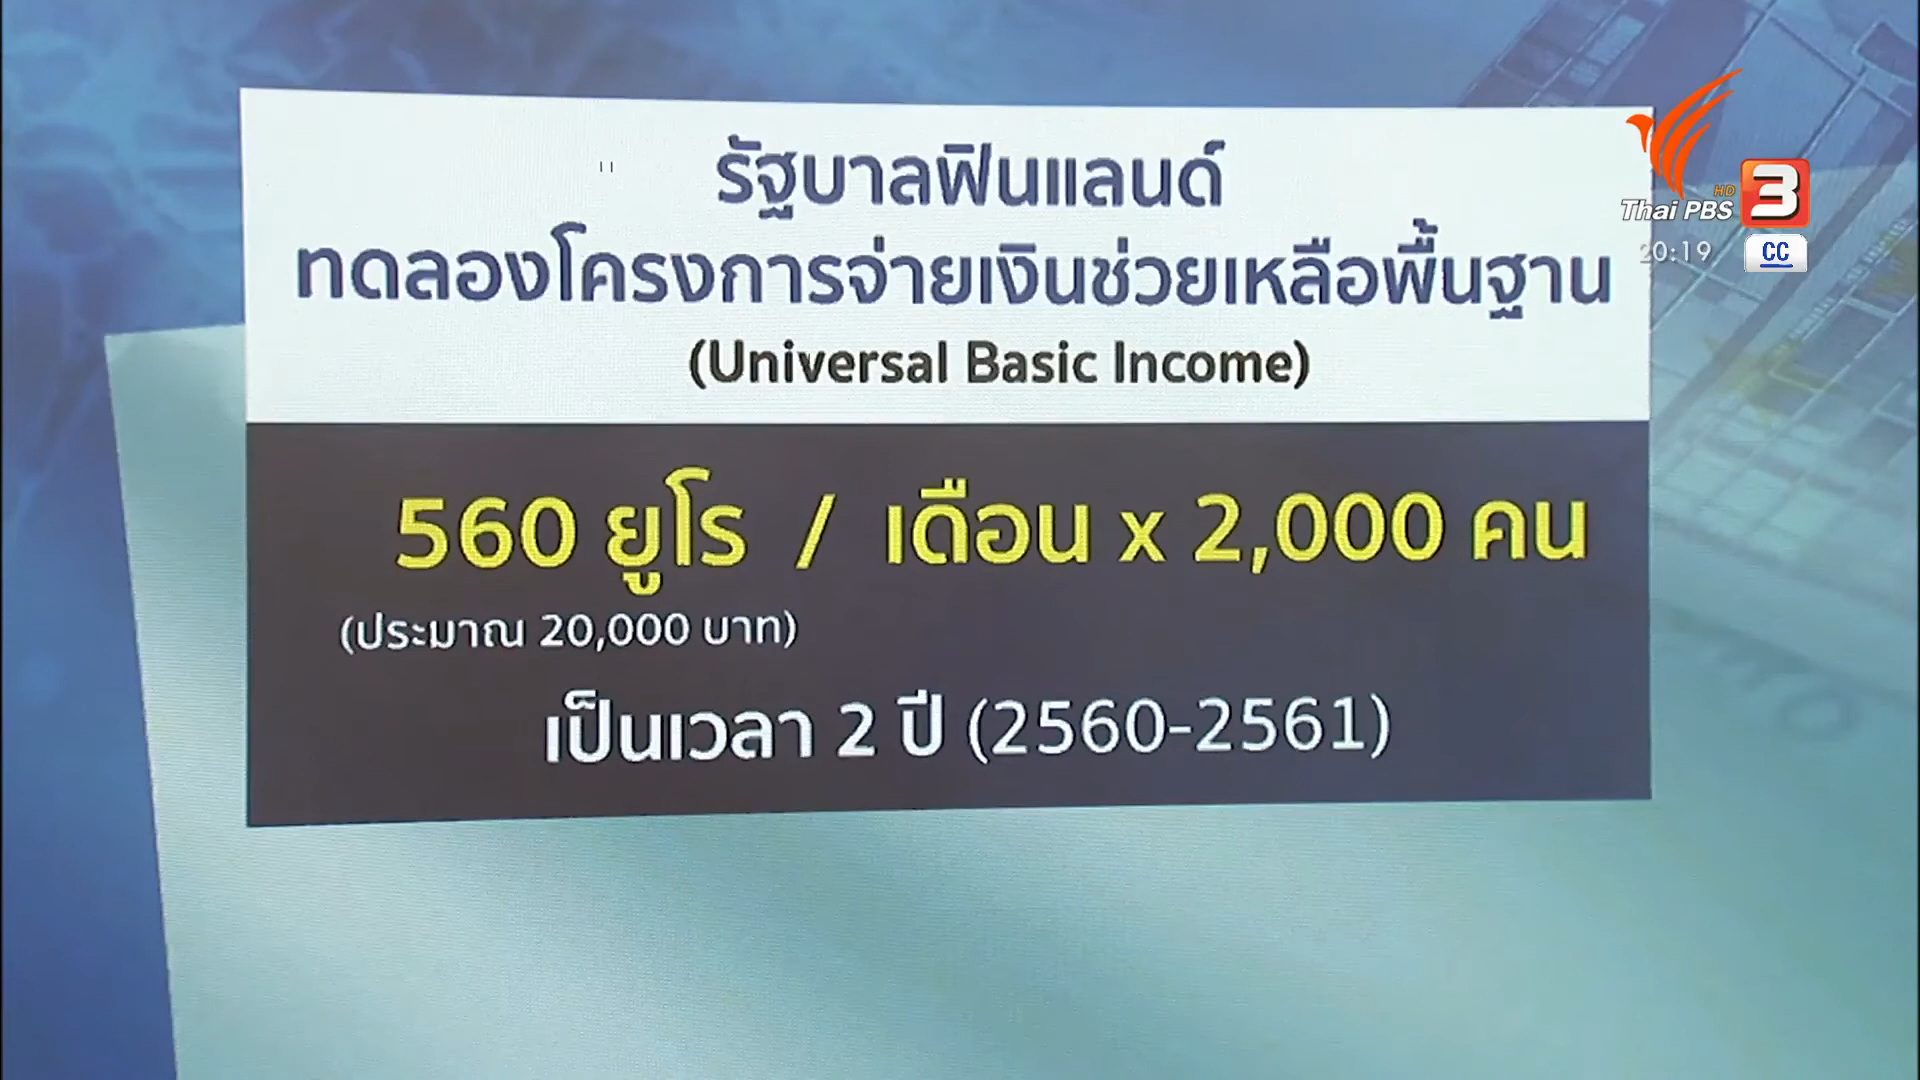 รัฐบาลฟินแลนด์
ทดลองโครงการจ่ายเงินช่วยเหลือพื้นฐาน
(Universal Basic Income)
560 ยูโร / เดือน x 2,000 คน
(ประมาณ 20,000 บาท)
เป็นเวลา 2 ปี (2560-2561)
HD
Thai PBS 3
20:19 CC